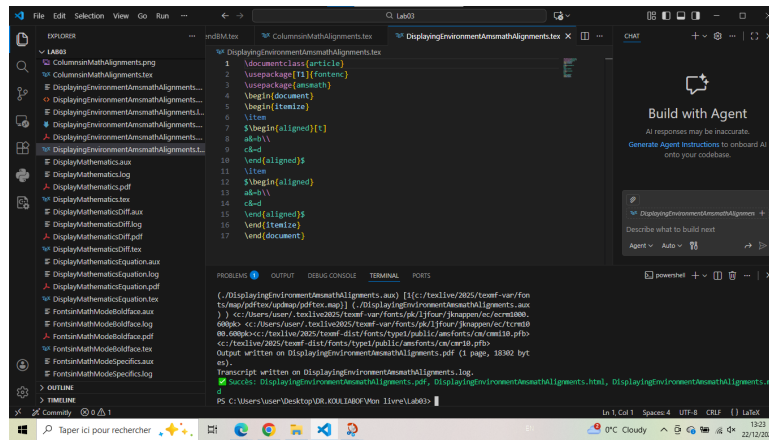 File Edit Selection View Go Run ···
Lab03
EXPLORER ···
LAB03
ColumnsinMathAlignments.png
ColumnsinMathAlignments.tex
DisplayingEnvironmentAmsmathAlignments....
DisplayingEnvironmentAmsmathAlignments....
DisplayingEnvironmentAmsmathAlignments.l...
DisplayingEnvironmentAmsmathAlignments....
DisplayingEnvironmentAmsmathAlignments....
DisplayingEnvironmentAmsmathAlignments.t...
DisplayMathematics.aux
DisplayMathematics.log
DisplayMathematics.pdf
DisplayMathematics.tex
DisplayMathematicsDiff.aux
DisplayMathematicsDiff.log
DisplayMathematicsDiff.pdf
DisplayMathematicsDiff.tex
DisplayMathematicsEquation.aux
DisplayMathematicsEquation.log
DisplayMathematicsEquation.pdf
DisplayMathematicsEquation.tex
FontsinMathModeBoldface.aux
FontsinMathModeBoldface.log
FontsinMathModeBoldface.pdf
FontsinMathModeBoldface.tex
FontsinMathModeSpecifics.aux
FontsinMathModeSpecifics.log
OUTLINE
TIMELINE
endBM.tex ColumnsinMathAlignments.tex DisplayingEnvironmentAmsmathAlignments.tex
DisplayingEnvironmentAmsmathAlignments.tex
1 \documentclass{article}
2 \usepackage[T1]{fontenc}
3 \usepackage{amsmath}
4 \begin{document}
5 \begin{itemize}
6 \item
7 $\begin{aligned}[t]
8 a&=b\\
9 c&=d
10 \end{aligned}$
11 \item
12 $\begin{aligned}
13 a&=b\\
14 c&=d
15 \end{aligned}$
16 \end{itemize}
17 \end{document}
PROBLEMS 1 OUTPUT DEBUG CONSOLE TERMINAL PORTS
powershell
(./DisplayingEnvironmentAmsmathAlignments.aux) [1{c:/texlive/2025/texmf-var/fon
ts/map/pdftex/updmap/pdftex.map}] (./DisplayingEnvironmentAmsmathAlignments.aux
) ) <c:/Users/user/.texlive2025/texmf-var/fonts/pk/ljfour/jknappen/ec/ecrm1000.
600pk> <c:/Users/user/.texlive2025/texmf-var/fonts/pk/ljfour/jknappen/ec/tcrm10
00.600pk><c:/texlive/2025/texmf-dist/fonts/type1/public/amsfonts/cm/cmmi10.pfb>
<c:/texlive/2025/texmf-dist/fonts/type1/public/amsfonts/cm/cmr10.pfb>
Output written on DisplayingEnvironmentAmsmathAlignments.pdf (1 page, 18302 byt
es).
Transcript written on DisplayingEnvironmentAmsmathAlignments.log.
Succès: DisplayingEnvironmentAmsmathAlignments.pdf, DisplayingEnvironmentAmsmathAlignments.html, DisplayingEnvironmentAmsmathAlignments.m
d
PS C:\Users\user\Desktop\DR.KOULIABOF\Mon livre\Lab03>
CHAT
Build with Agent
AI responses may be inaccurate.
Generate Agent Instructions to onboard AI
onto your codebase.
DisplayingEnvironmentAmsmathAlignmen
Describe what to build next
Agent Auto
Commitly 0 1
Ln 1, Col 1 Spaces: 4 UTF-8 CRLF {} LaTeX
Taper ici pour rechercher
0°C Cloudy
13:23
22/12/202